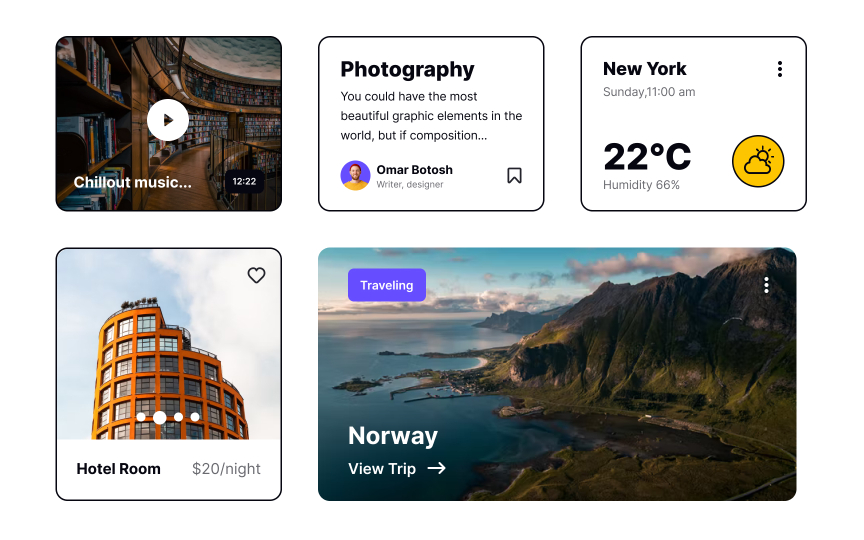 Chillout music...
12:22
Photography
You could have the most
beautiful graphic elements in the
world, but if composition...
Omar Botosh
Writer, designer
New York
Sunday,11:00 am
22°C
Humidity 66%
Hotel Room
$20/night
Traveling
Norway
View Trip